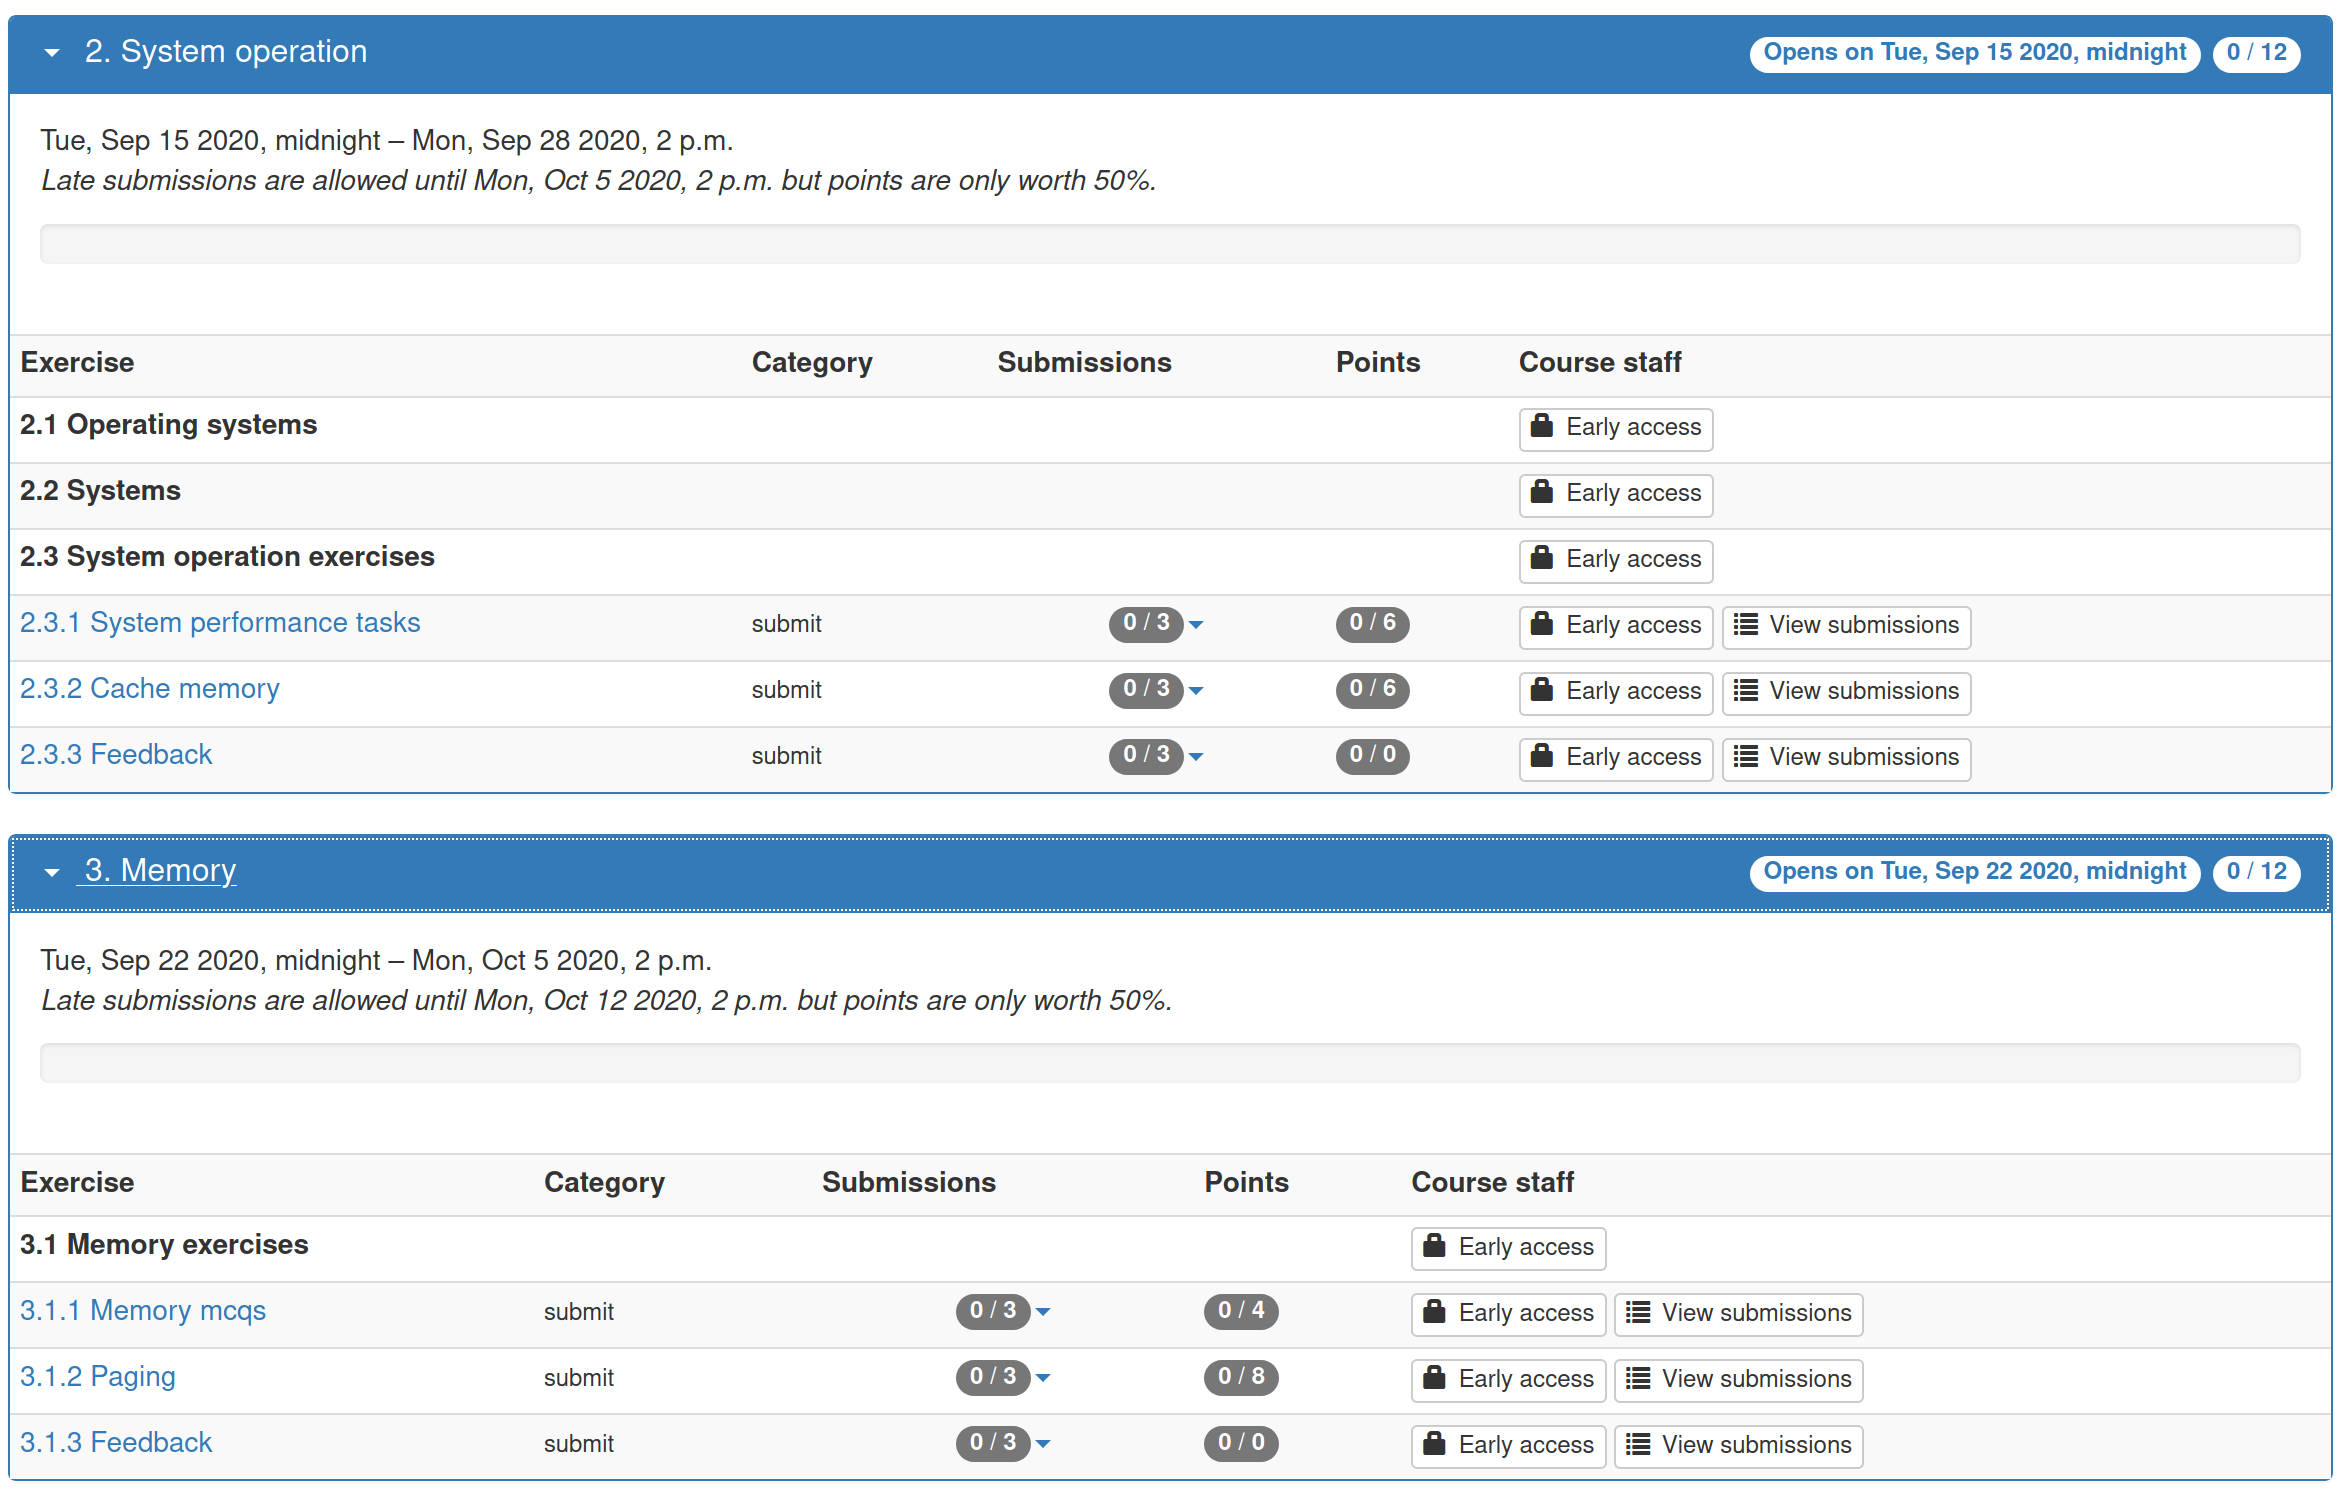 2. System operation Opens on Tue, Sep 15 2020, midnight 0 / 12
Tue, Sep 15 2020, midnight – Mon, Sep 28 2020, 2 p.m.
Late submissions are allowed until Mon, Oct 5 2020, 2 p.m. but points are only worth 50%.
Exercise Category Submissions Points Course staff
2.1 Operating systems Early access
2.2 Systems Early access
2.3 System operation exercises Early access
2.3.1 System performance tasks submit 0 / 3 0 / 6 Early access View submissions
2.3.2 Cache memory submit 0 / 3 0 / 6 Early access View submissions
2.3.3 Feedback submit 0 / 3 0 / 0 Early access View submissions
3. Memory Opens on Tue, Sep 22 2020, midnight 0 / 12
Tue, Sep 22 2020, midnight – Mon, Oct 5 2020, 2 p.m.
Late submissions are allowed until Mon, Oct 12 2020, 2 p.m. but points are only worth 50%.
Exercise Category Submissions Points Course staff
3.1 Memory exercises Early access
3.1.1 Memory mcqs submit 0 / 3 0 / 4 Early access View submissions
3.1.2 Paging submit 0 / 3 0 / 8 Early access View submissions
3.1.3 Feedback submit 0 / 3 0 / 0 Early access View submissions